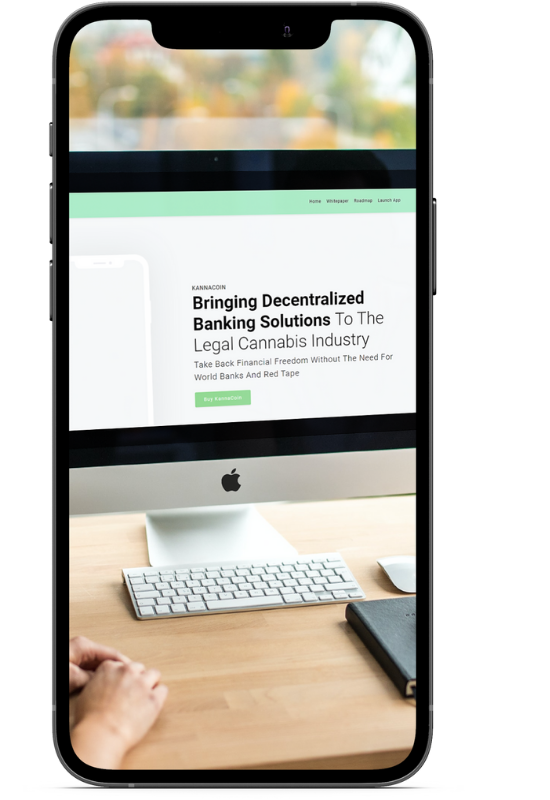 Home Whitepaper Roadmap Launch App
KANNACOIN
Bringing Decentralized
Banking Solutions To The
Legal Cannabis Industry
Take Back Financial Freedom Without The Need For
World Banks And Red Tape
Buy KannaCoin